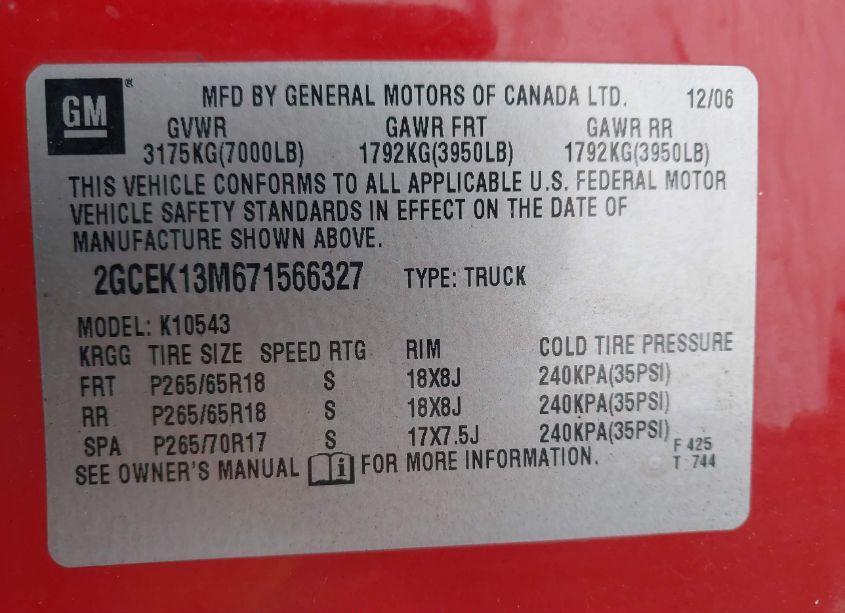 GM ® MFD BY GENERAL MOTORS OF CANADA LTD. 12/06
GVWR GAWR FRT GAWR RR
3175KG(7000LB) 1792KG(3950LB) 1792KG(3950LB)
THIS VEHICLE CONFORMS TO ALL APPLICABLE U.S. FEDERAL MOTOR
VEHICLE SAFETY STANDARDS IN EFFECT ON THE DATE OF
MANUFACTURE SHOWN ABOVE.
2GCEK13M671566327 TYPE: TRUCK
MODEL: K10543
KRGG TIRE SIZE SPEED RTG RIM COLD TIRE PRESSURE
FRT P265/65R18 S 18X8J 240KPA(35PSI)
RR P265/65R18 S 18X8J 240KPA(35PSI)
SPA P265/70R17 S 17X7.5J 240KPA(35PSI) F 425
SEE OWNER'S MANUAL i FOR MORE INFORMATION. T 744